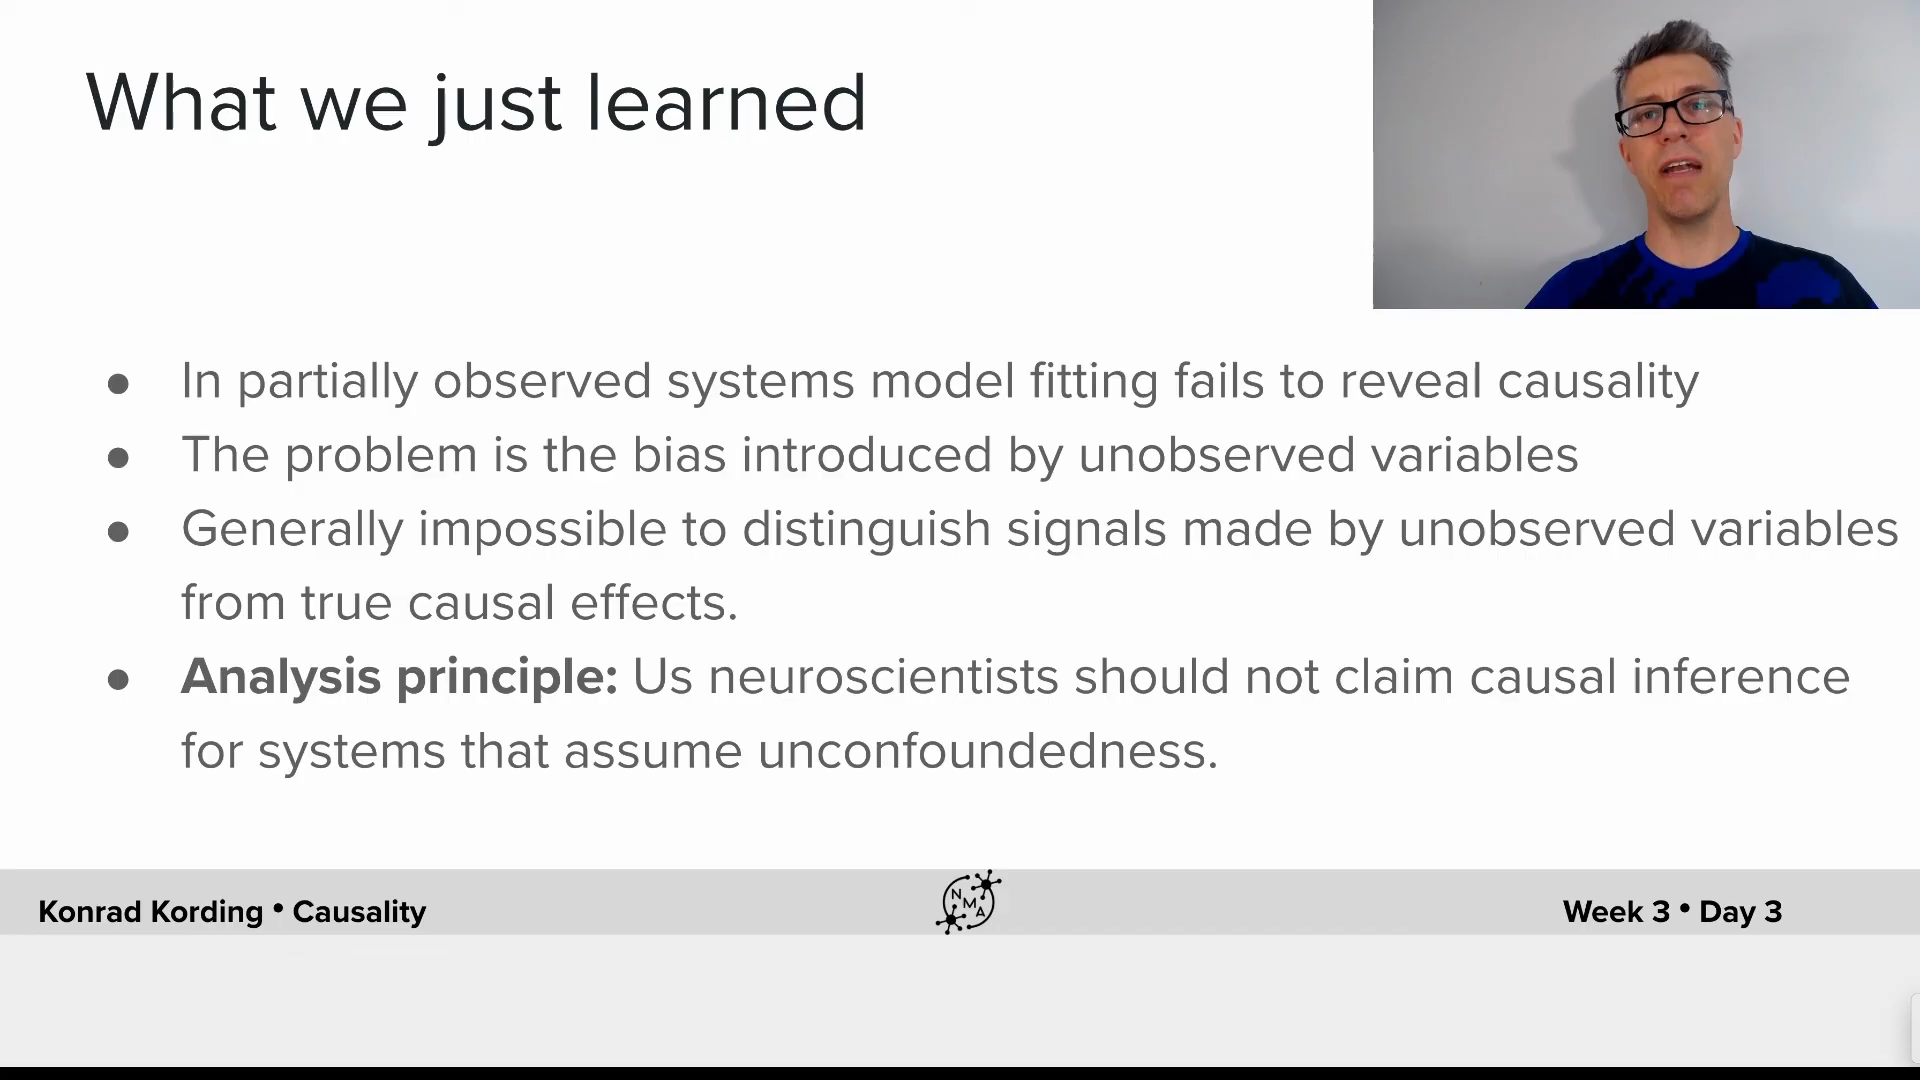 What we just learned
● In partially observed systems model fitting fails to reveal causality
● The problem is the bias introduced by unobserved variables
● Generally impossible to distinguish signals made by unobserved variables
from true causal effects.
● Analysis principle: Us neuroscientists should not claim causal inference
for systems that assume unconfoundedness.
Konrad Kording • Causality
N
M
A
Week 3 • Day 3